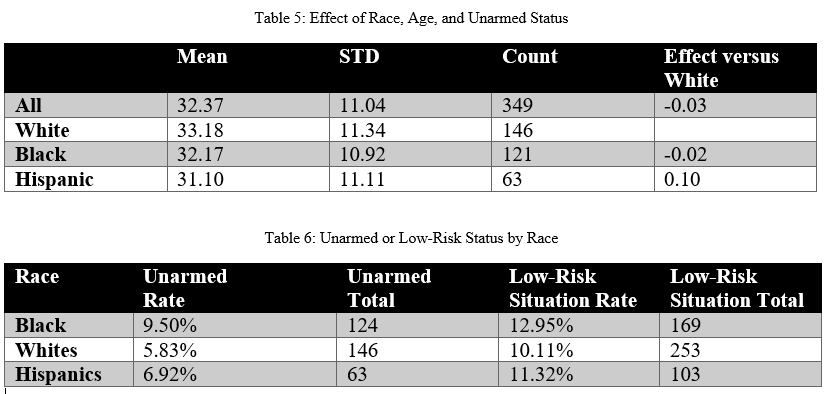 Table 5: Effect of Race, Age, and Unarmed Status
Mean STD Count Effect versus
White
All 32.37 11.04 349 -0.03
White 33.18 11.34 146
Black 32.17 10.92 121 -0.02
Hispanic 31.10 11.11 63 0.10
Table 6: Unarmed or Low-Risk Status by Race
Race Unarmed Unarmed Low-Risk Low-Risk
Rate Total Situation Rate Situation Total
Black 9.50% 124 12.95% 169
Whites 5.83% 146 10.11% 253
Hispanics 6.92% 63 11.32% 103